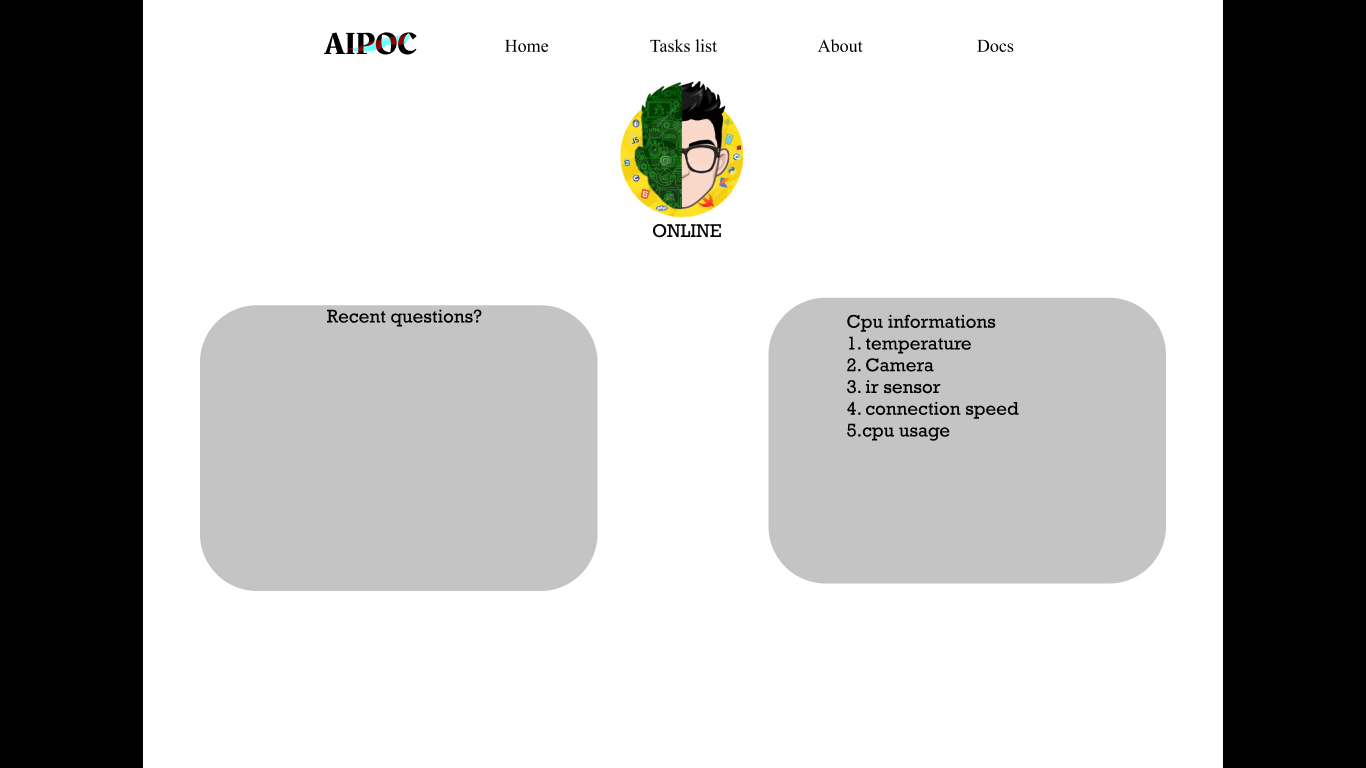 AIPOC Home Tasks list About Docs
JS
ONLINE
Recent questions?
Cpu informations
1. temperature
2. Camera
3. ir sensor
4. connection speed
5.cpu usage